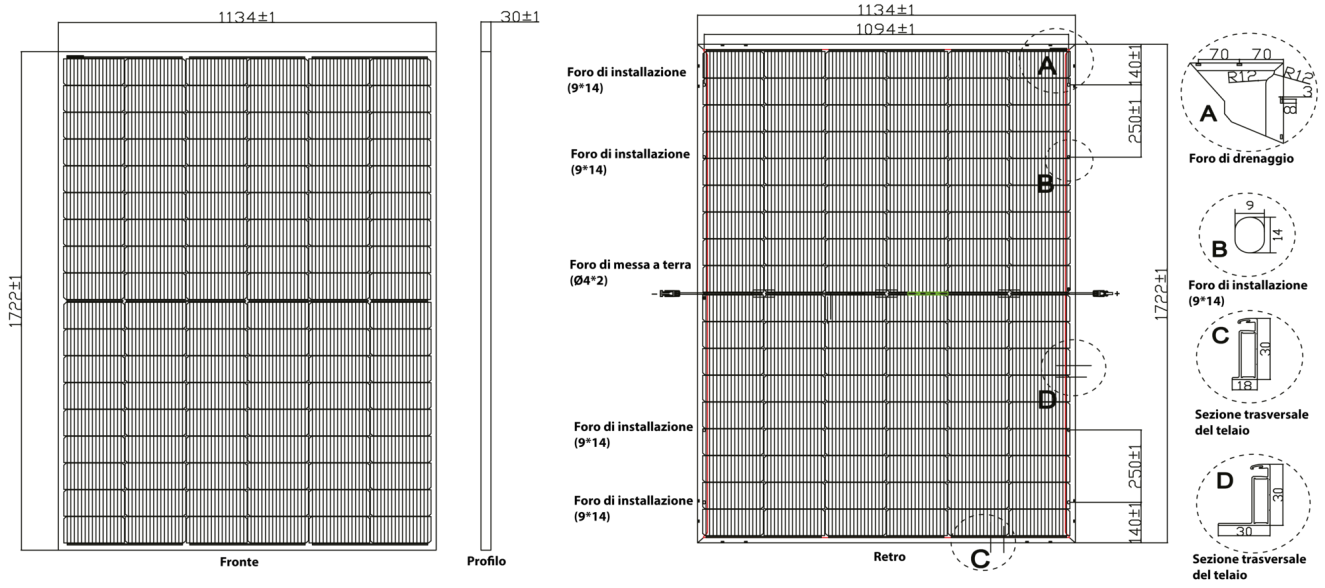 1134±1
30±1
1722±1
Fronte
Profilo
1134±1
1094±1
Foro di installazione
(9*14)
Foro di installazione
(9*14)
Foro di messa a terra
(Ø4*2)
Foro di installazione
(9*14)
Foro di installazione
(9*14)
- +
A
B
D
C
140±1
250±1
1722±1
250±1
140±1
Retro
70 70
R12 R12
3
8
A
Foro di drenaggio
9
14
B
Foro di installazione
(9*14)
C
30
18
Sezione trasversale
del telaio
D
30
30
Sezione trasversale
del telaio